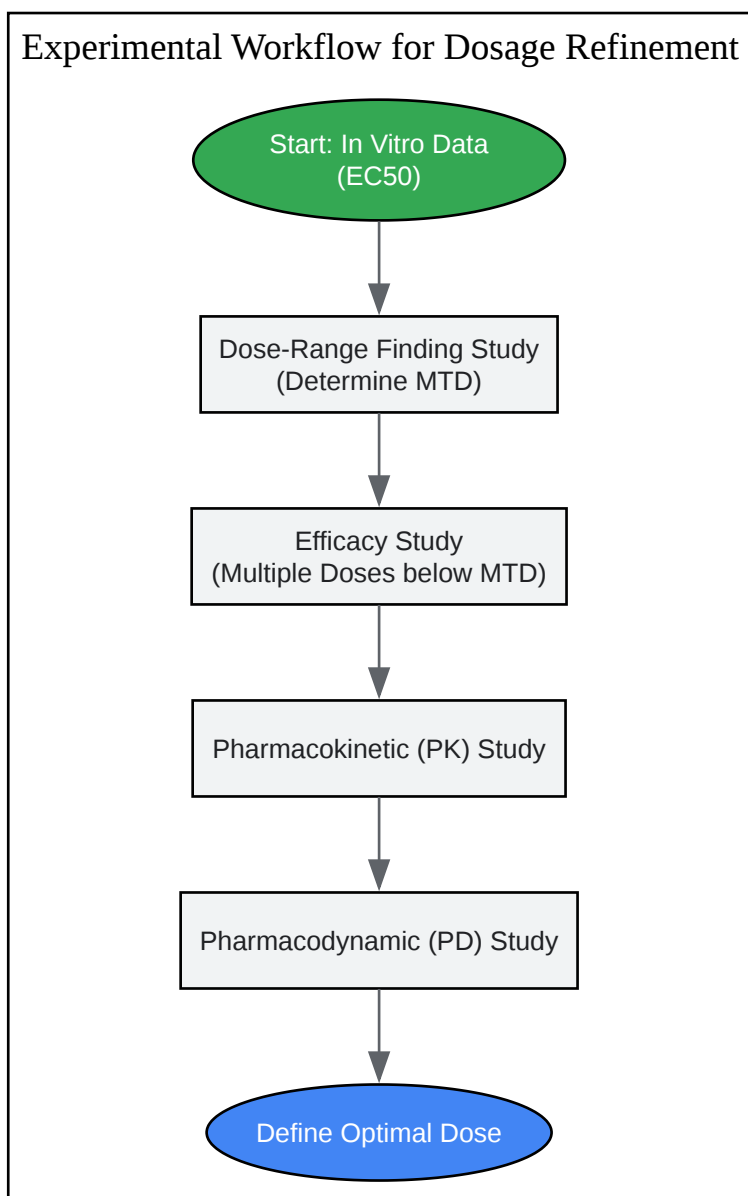 Experimental Workflow for Dosage Refinement
Start: In Vitro Data
(EC50)
Dose-Range Finding Study
(Determine MTD)
Efficacy Study
(Multiple Doses below MTD)
Pharmacokinetic (PK) Study
Pharmacodynamic (PD) Study
Define Optimal Dose